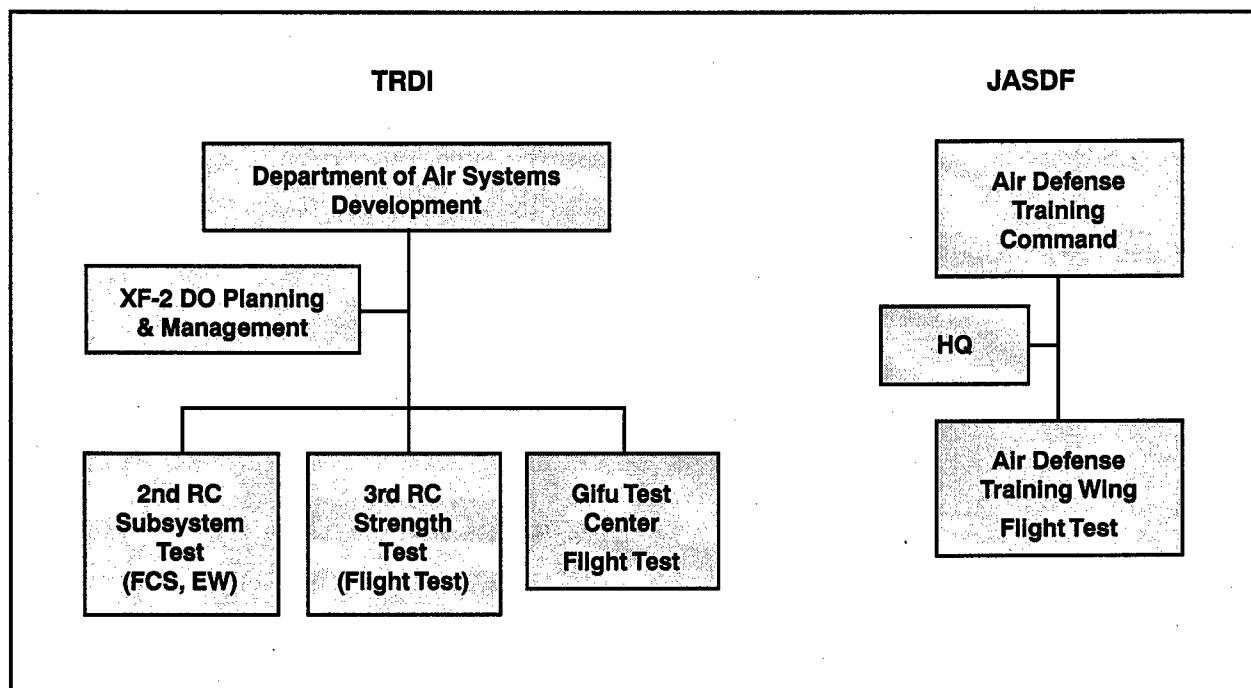 TRDI
Department of Air Systems
Development
XF-2 DO Planning
& Management
2nd RC
Subsystem
Test
(FCS, EW)
3rd RC
Strength
Test
(Flight Test)
Gifu Test
Center
Flight Test
JASDF
Air Defense
Training
Command
HQ
Air Defense
Training Wing
Flight Test